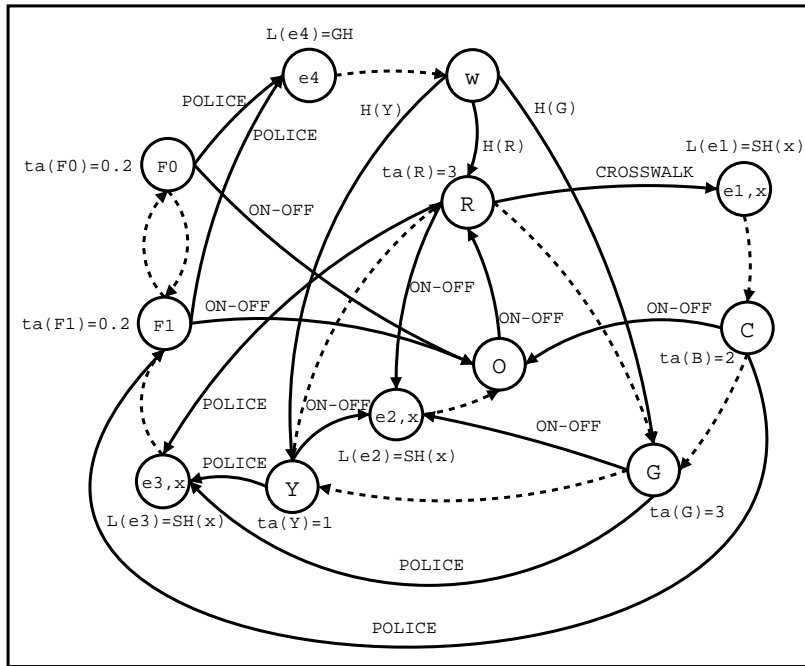 L(e4)=GH
e4
w
POLICE
H(Y)
H(G)
POLICE
H(R)
L(e1)=SH(x)
ta(F0)=0.2
F0
ta(R)=3
CROSSWALK
e1,x
R
ON-OFF
ta(F1)=0.2
F1
ON-OFF
ON-OFF
ON-OFF
C
O
ta(B)=2
POLICE
ON-OFF
e2,x
ON-OFF
L(e2)=SH(x)
POLICE
G
e3,x
Y
L(e3)=SH(x)
ta(Y)=1
ta(G)=3
POLICE
POLICE